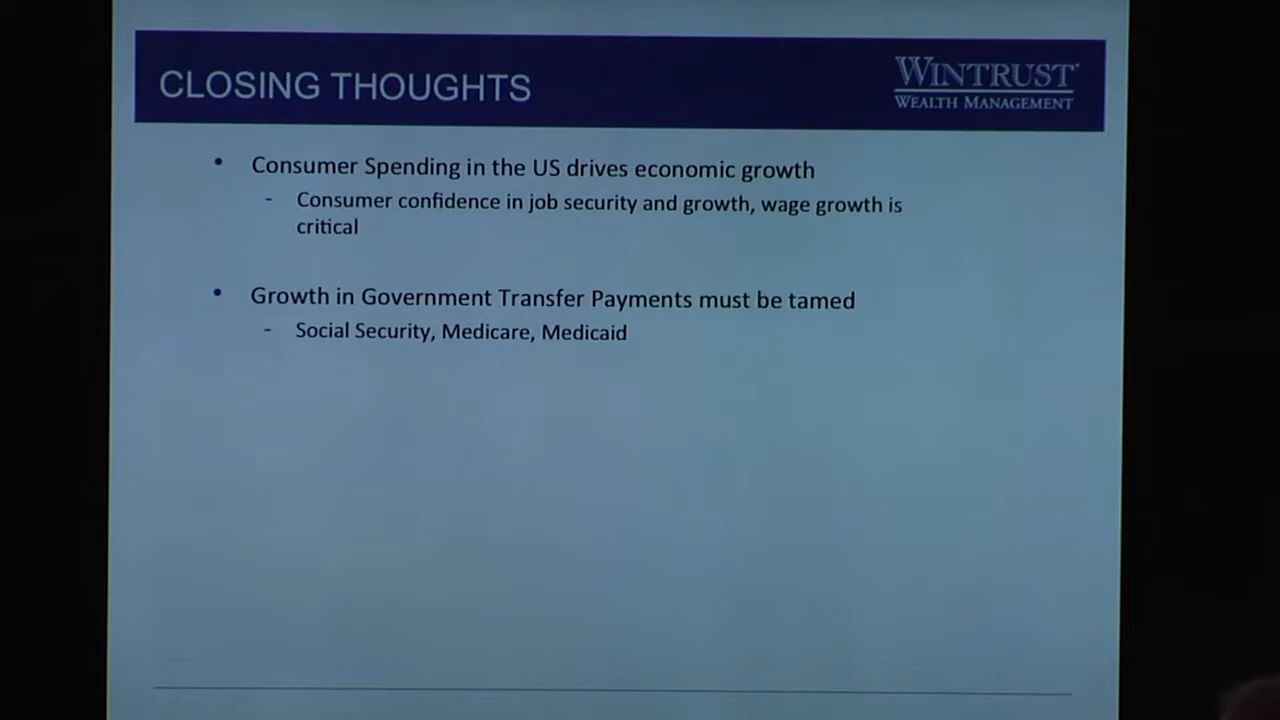 CLOSING THOUGHTS
WINTRUST
WEALTH MANAGEMENT
• Consumer Spending in the US drives economic growth
- Consumer confidence in job security and growth, wage growth is
critical
• Growth in Government Transfer Payments must be tamed
- Social Security, Medicare, Medicaid